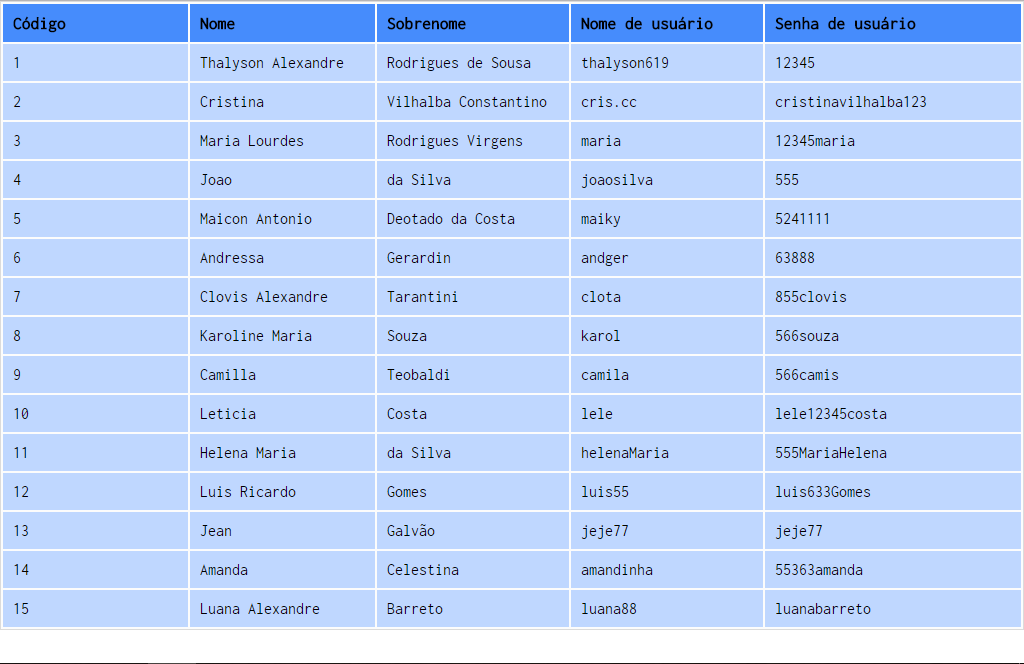 Código Nome Sobrenome Nome de usuário Senha de usuário
1 Thalyson Alexandre Rodrigues de Sousa thalyson619 12345
2 Cristina Vilhalba Constantino cris.cc cristinavilhalba123
3 Maria Lourdes Rodrigues Virgens maria 12345maria
4 Joao da Silva joaosilva 555
5 Maicon Antonio Deotado da Costa maiky 5241111
6 Andressa Gerardin andger 63888
7 Clovis Alexandre Tarantini clota 855clovis
8 Karoline Maria Souza karol 566souza
9 Camilla Teobaldi camila 566camis
10 Leticia Costa lele lele12345costa
11 Helena Maria da Silva helenaMaria 555MariaHelena
12 Luis Ricardo Gomes luis55 luis633Gomes
13 Jean Galvão jeje77 jeje77
14 Amanda Celestina amandinha 55363amanda
15 Luana Alexandre Barreto luana88 luanabarreto